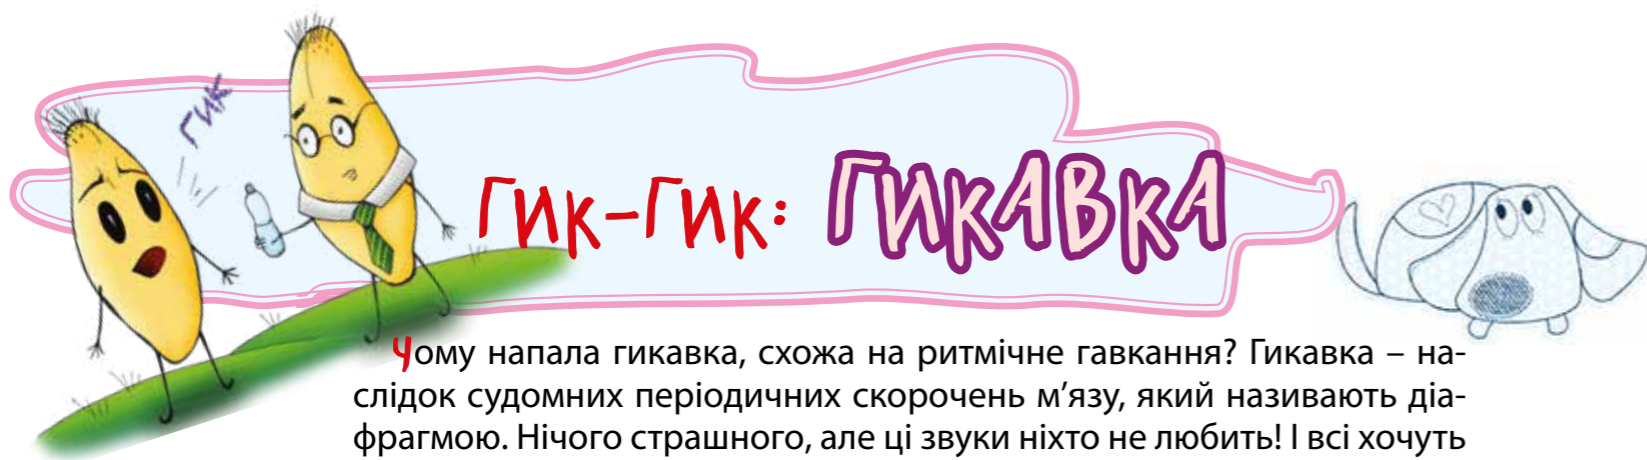 ГИК
ГИК-ГИК: ГИКАВКА
Чому напала гикавка, схожа на ритмічне гавкання? Гикавка – на-
слідок судомних періодичних скорочень м’язу, який називають діа-
фрагмою. Нічого страшного, але ці звуки ніхто не любить! І всі хочуть